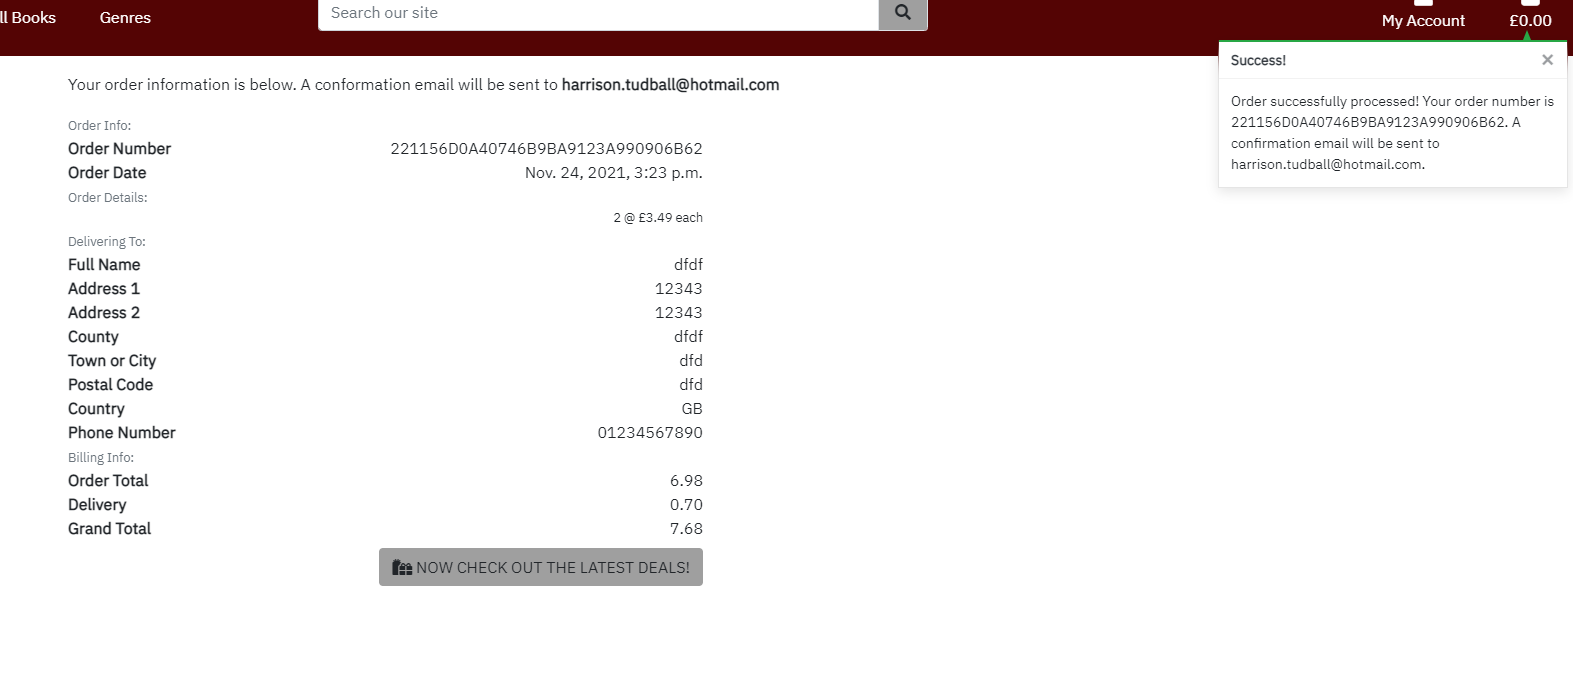 ll Books
Genres
Search our site
My Account
£0.00
Success!
Order successfully processed! Your order number is
221156D0A40746B9BA9123A990906B62. A
confirmation email will be sent to
harrison.tudball@hotmail.com.
Your order information is below. A conformation email will be sent to harrison.tudball@hotmail.com
Order Info:
Order Number 221156D0A40746B9BA9123A990906B62
Order Date Nov. 24, 2021, 3:23 p.m.
Order Details:
2 @ £3.49 each
Delivering To:
Full Name dfdf
Address 1 12343
Address 2 12343
County dfdf
Town or City dfd
Postal Code dfd
Country GB
Phone Number 01234567890
Billing Info:
Order Total 6.98
Delivery 0.70
Grand Total 7.68
NOW CHECK OUT THE LATEST DEALS!